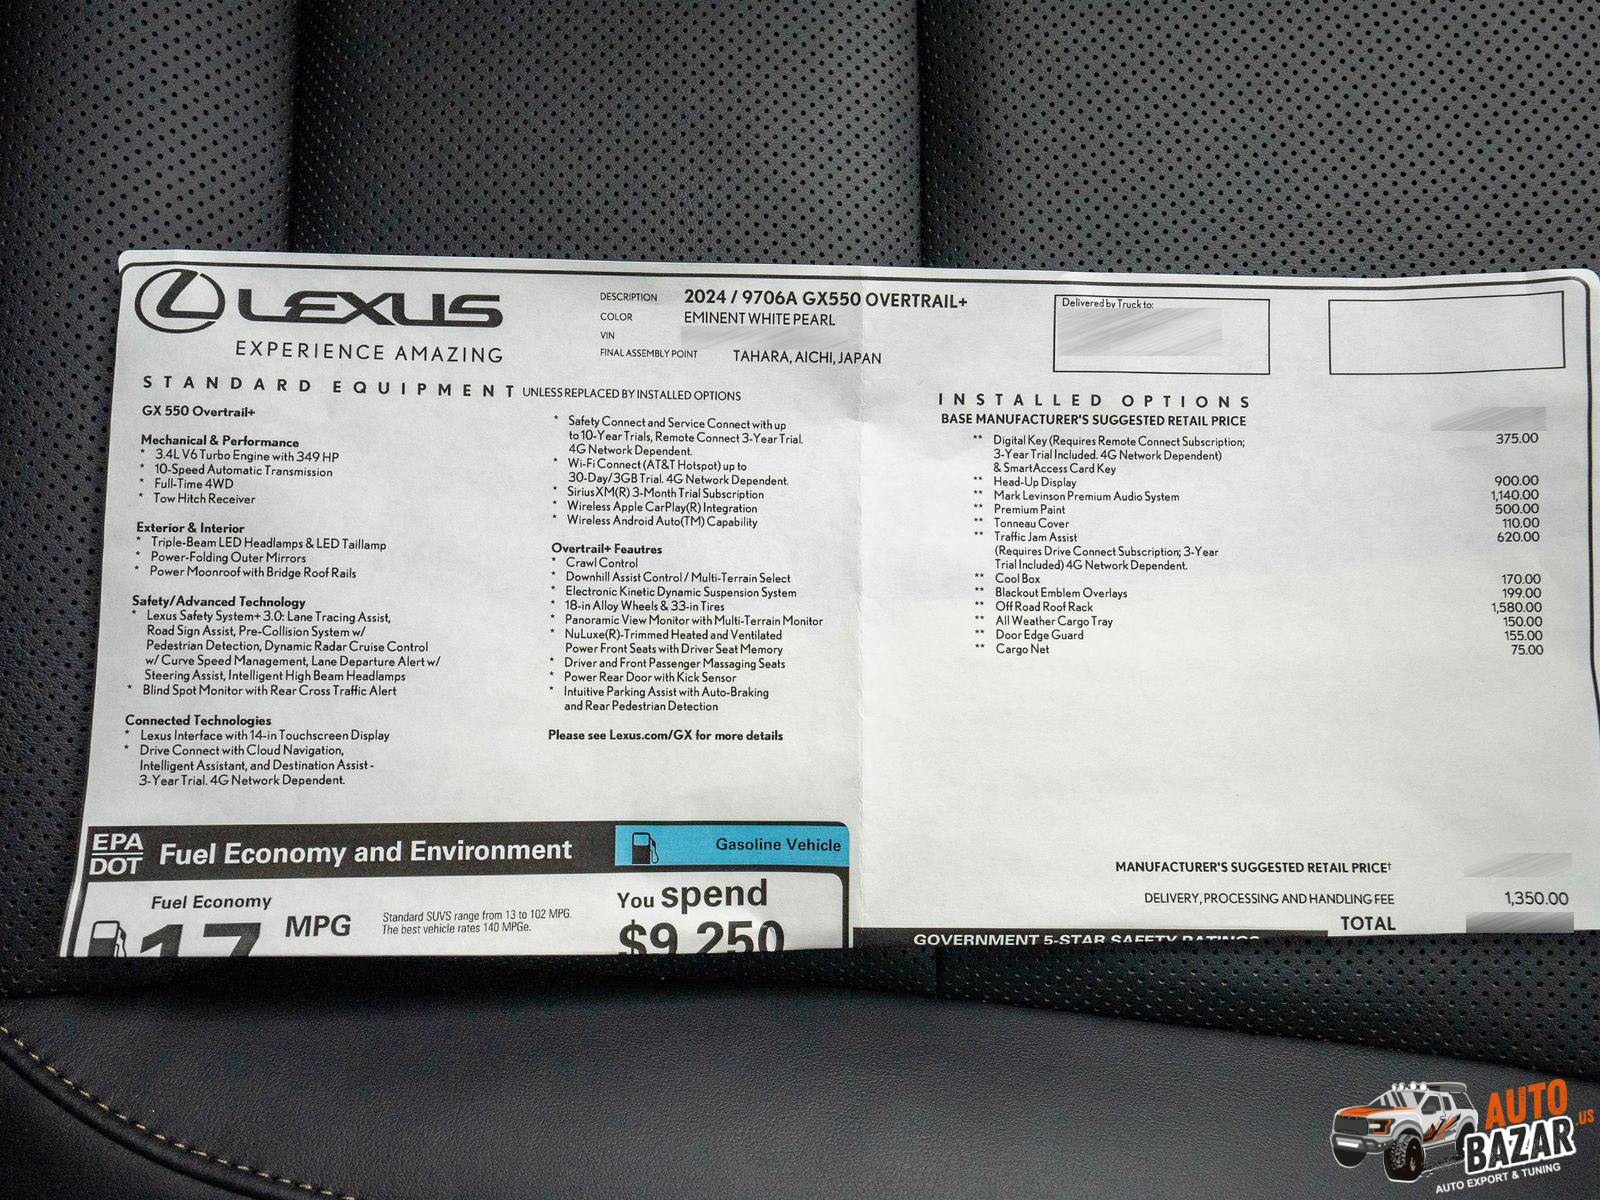 LEXUS
EXPERIENCE AMAZING
DESCRIPTION 2024 / 9706A GX550 OVERTRAIL+
COLOR EMINENT WHITE PEARL
VIN
FINAL ASSEMBLY POINT TAHARA, AICHI, JAPAN
Delivered by Truck to:
STANDARD EQUIPMENT UNLESS REPLACED BY INSTALLED OPTIONS
GX 550 Overtrail+
Mechanical & Performance
* 3.4L V6 Turbo Engine with 349 HP
* 10-Speed Automatic Transmission
* Full-Time 4WD
* Tow Hitch Receiver
Exterior & Interior
* Triple-Beam LED Headlamps & LED Taillamp
* Power-Folding Outer Mirrors
* Power Moonroof with Bridge Roof Rails
Safety/Advanced Technology
* Lexus Safety System+ 3.0: Lane Tracing Assist,
Road Sign Assist, Pre-Collision System w/
Pedestrian Detection, Dynamic Radar Cruise Control
w/ Curve Speed Management, Lane Departure Alert w/
Steering Assist, Intelligent High Beam Headlamps
* Blind Spot Monitor with Rear Cross Traffic Alert
Connected Technologies
* Lexus Interface with 14-in Touchscreen Display
* Drive Connect with Cloud Navigation,
Intelligent Assistant, and Destination Assist -
3-Year Trial. 4G Network Dependent.
* Safety Connect and Service Connect with up
to 10-Year Trials, Remote Connect 3-Year Trial.
4G Network Dependent.
* Wi-Fi Connect (AT&T Hotspot) up to
30-Day/3GB Trial. 4G Network Dependent.
* SiriusXM(R) 3-Month Trial Subscription
* Wireless Apple CarPlay(R) Integration
* Wireless Android Auto(TM) Capability
Overtrail+ Feautres
* Crawl Control
* Downhill Assist Control / Multi-Terrain Select
* Electronic Kinetic Dynamic Suspension System
* 18-in Alloy Wheels & 33-in Tires
* Panoramic View Monitor with Multi-Terrain Monitor
* NuLuxe(R)-Trimmed Heated and Ventilated
Power Front Seats with Driver Seat Memory
* Driver and Front Passenger Massaging Seats
* Power Rear Door with Kick Sensor
* Intuitive Parking Assist with Auto-Braking
and Rear Pedestrian Detection
Please see Lexus.com/GX for more details
INSTALLED OPTIONS
BASE MANUFACTURER'S SUGGESTED RETAIL PRICE
** Digital Key (Requires Remote Connect Subscription; 375.00
3-Year Trial Included. 4G Network Dependent)
& SmartAccess Card Key
** Head-Up Display 900.00
** Mark Levinson Premium Audio System 1,140.00
** Premium Paint 500.00
** Tonneau Cover 110.00
** Traffic Jam Assist 620.00
(Requires Drive Connect Subscription; 3-Year
Trial Included) 4G Network Dependent.
** Cool Box 170.00
** Blackout Emblem Overlays 199.00
** Off Road Roof Rack 1,580.00
** All Weather Cargo Tray 150.00
** Door Edge Guard 155.00
** Cargo Net 75.00
MANUFACTURER'S SUGGESTED RETAIL PRICE†
DELIVERY, PROCESSING AND HANDLING FEE 1,350.00
TOTAL
GOVERNMENT 5-STAR SAFETY RATINGS
EPA
DOT
Fuel Economy and Environment
Gasoline Vehicle
Fuel Economy
17 MPG
Standard SUVS range from 13 to 102 MPG.
The best vehicle rates 140 MPGe.
You spend
$9,250
AUTO
BAZAR.US
AUTO EXPORT & TUNING